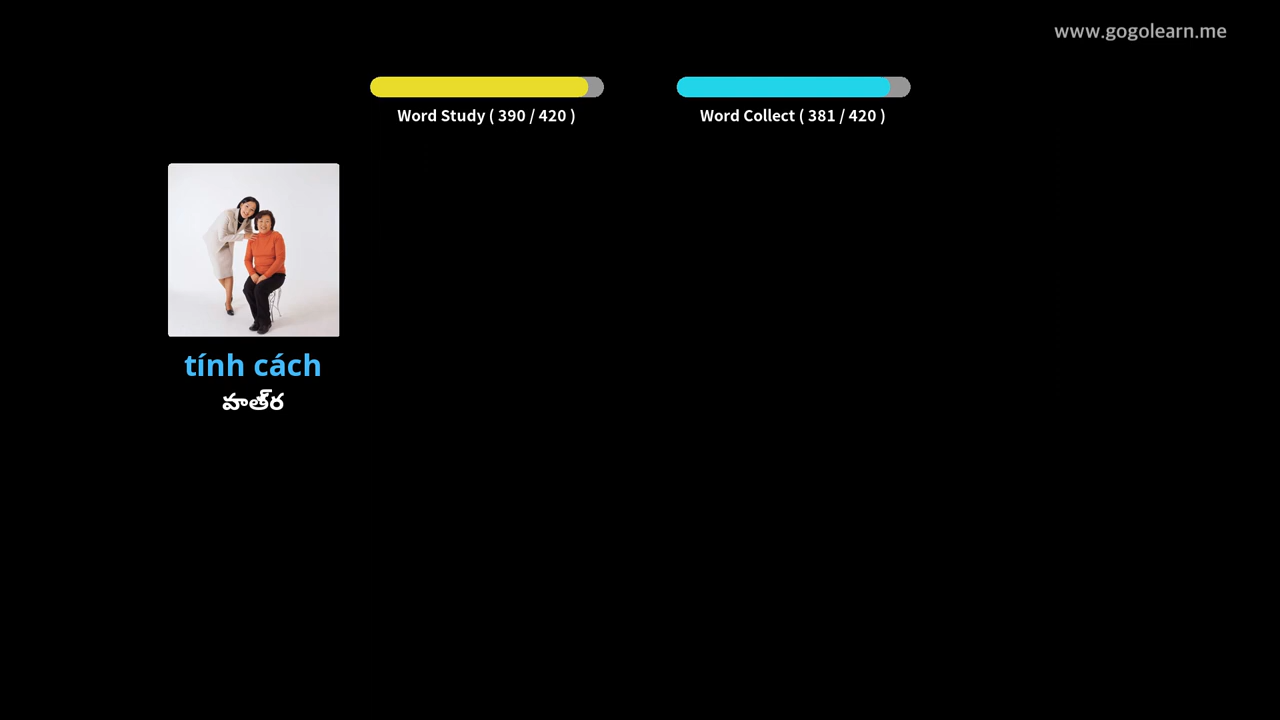 www.gogolearn.me
Word Study ( 390 / 420 )
Word Collect ( 381 / 420 )
tính cách
పాత్ర